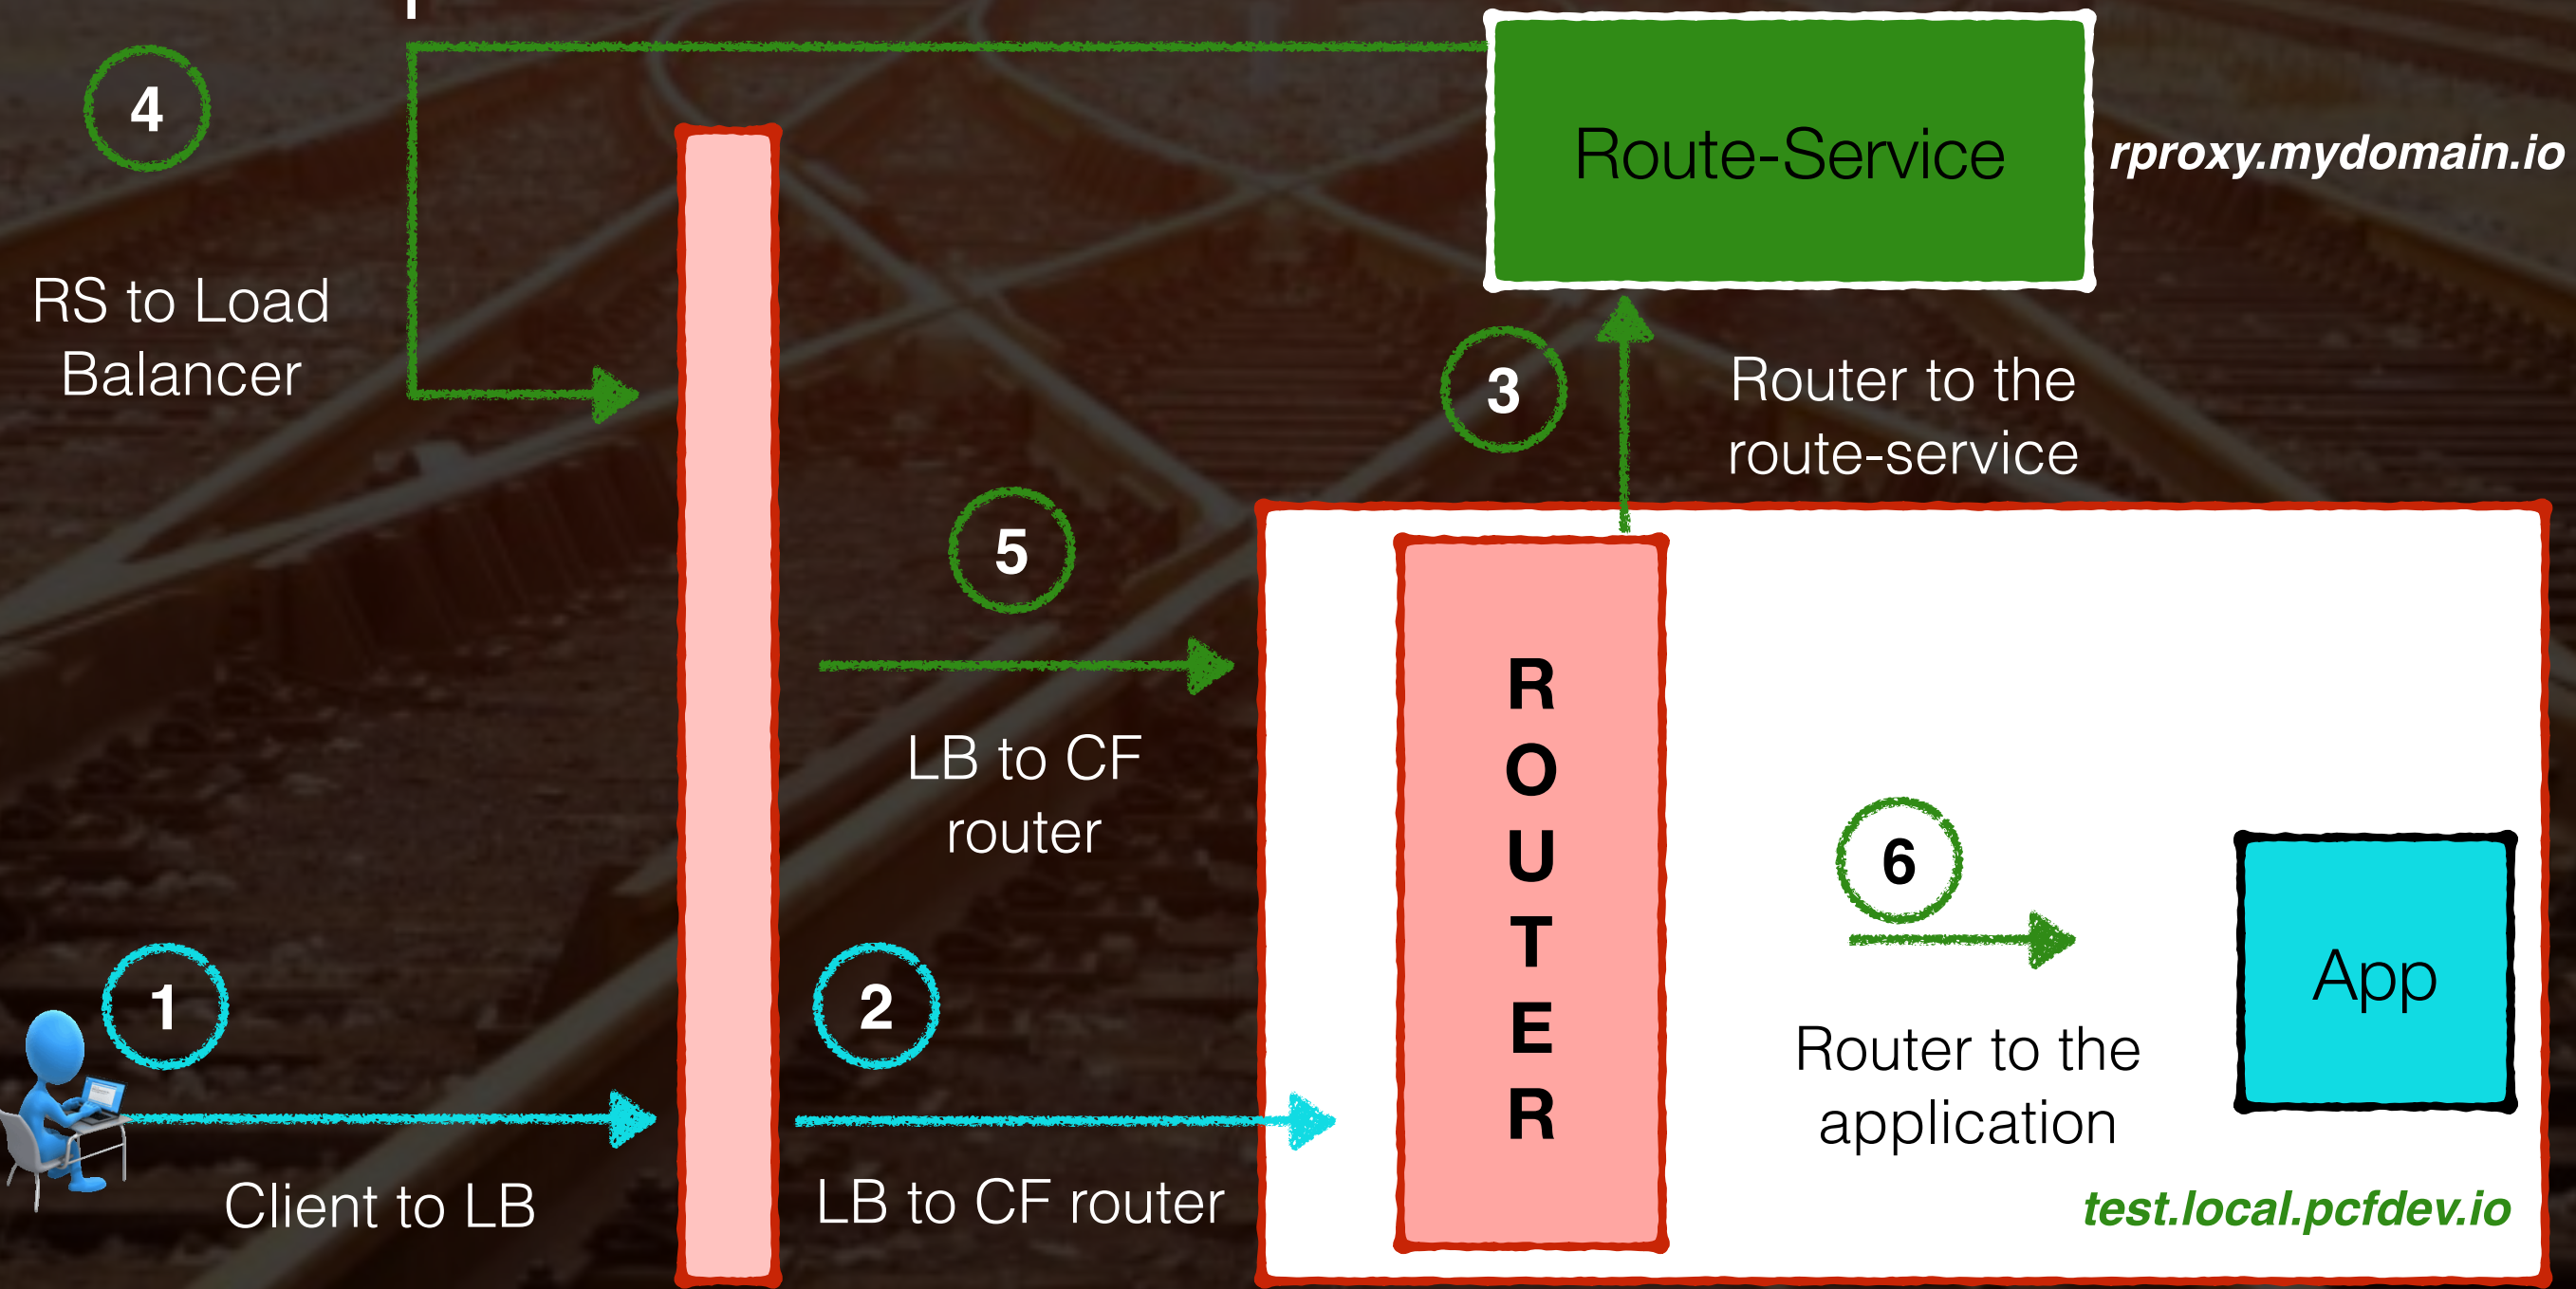 4
Route-Service
rproxy.mydomain.io
RS to Load
Balancer
3
Router to the
route-service
5
LB to CF
router
ROUTER
6
App
Router to the
application
1
2
Client to LB
LB to CF router
test.local.pcfdev.io